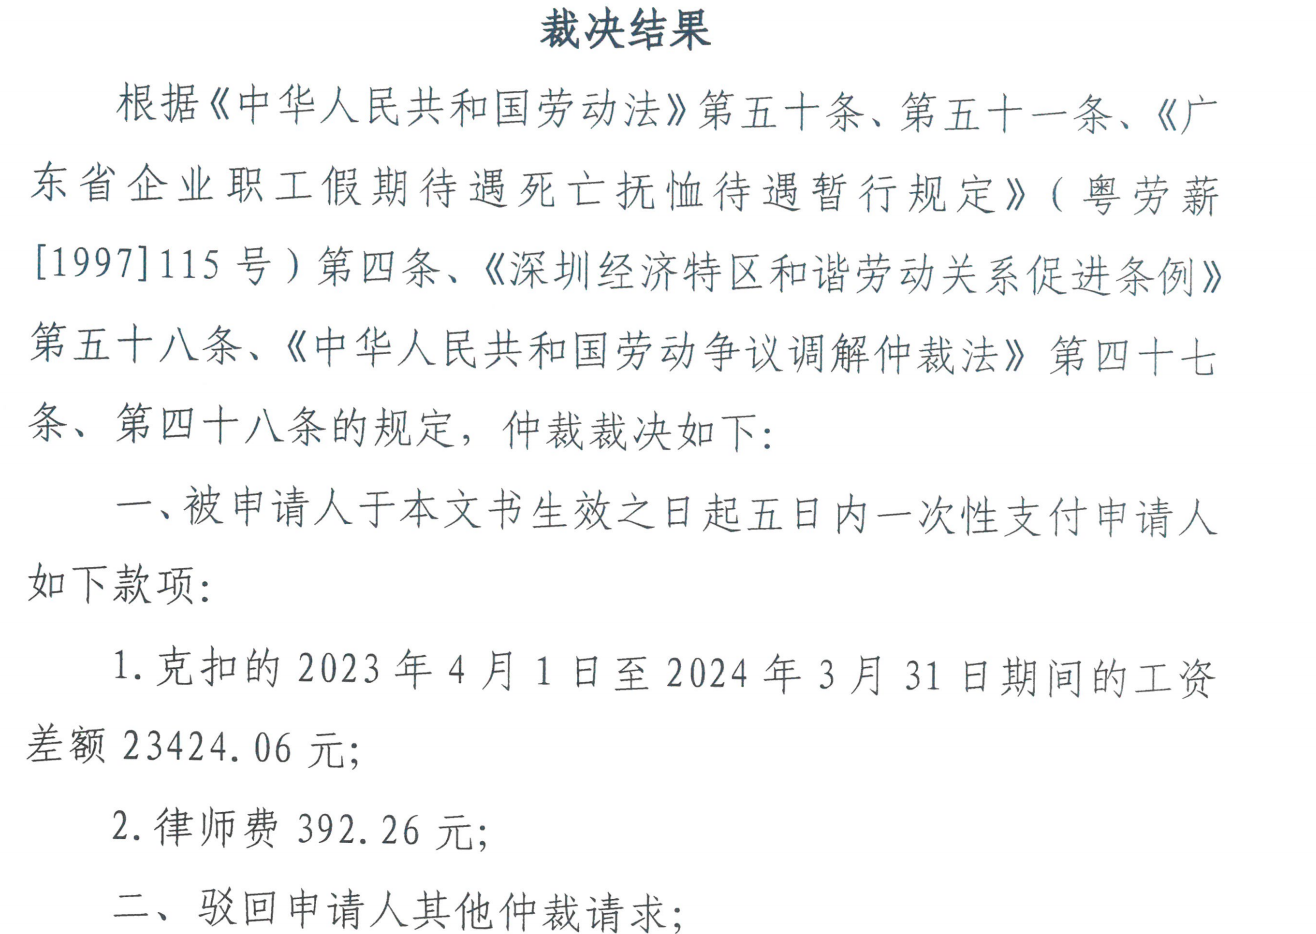 裁决结果
根据《中华人民共和国劳动法》第五十条、第五十一条、《广
东省企业职工假期待遇死亡抚恤待遇暂行规定》（粤劳薪
[1997]115号）第四条、《深圳经济特区和谐劳动关系促进条例》
第五十八条、《中华人民共和国劳动争议调解仲裁法》第四十七
条、第四十八条的规定，仲裁裁决如下：
一、被申请人于本文书生效之日起五日内一次性支付申请人
如下款项：
1.克扣的2023年4月1日至2024年3月31日期间的工资
差额23424.06元；
2.律师费392.26元；
二、驳回申请人其他仲裁请求；